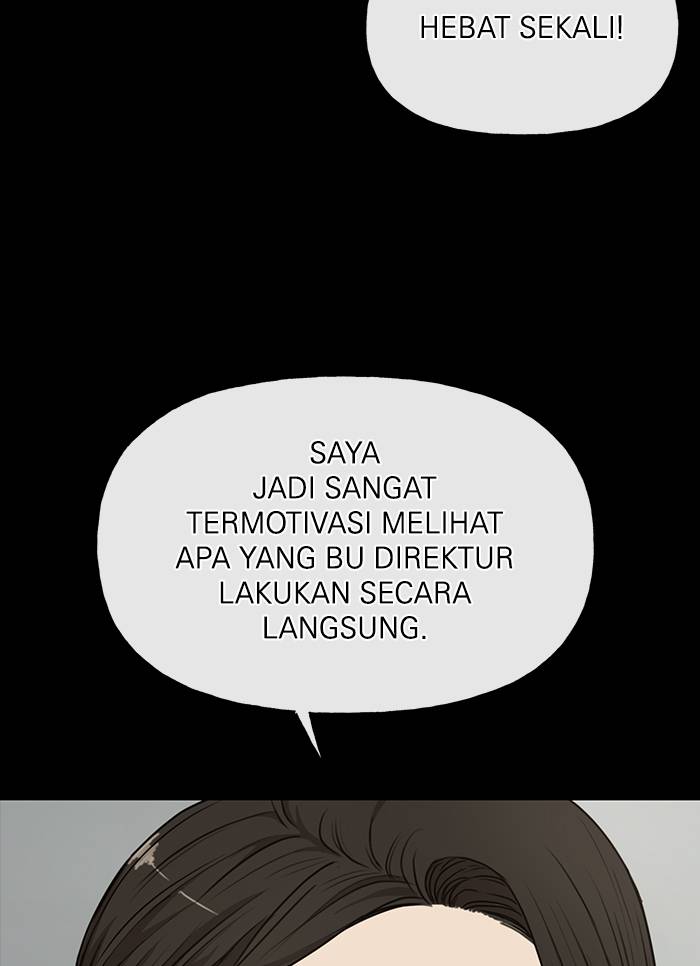 HEBAT SEKALI!
SAYA
JADI SANGAT
TERMOTIVASI MELIHAT
APA YANG BU DIREKTUR
LAKUKAN SECARA
LANGSUNG.